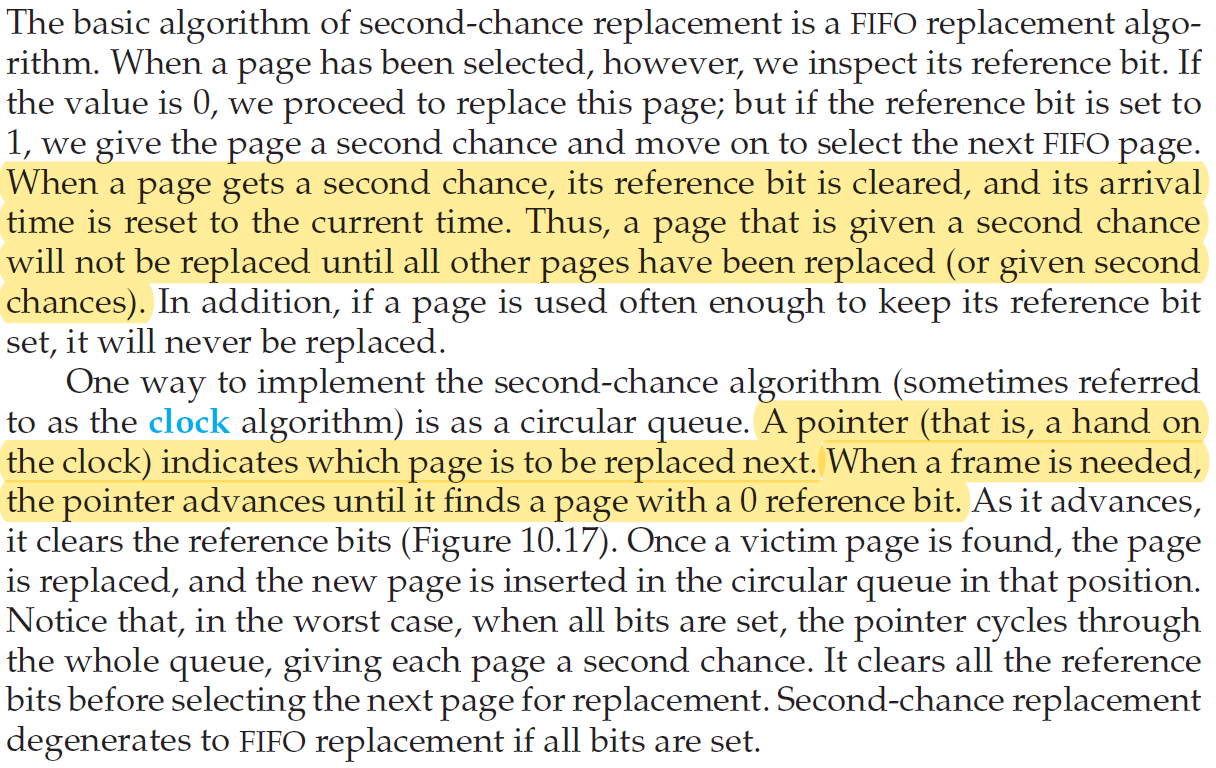 The basic algorithm of second-chance replacement is a FIFO replacement algo-
rithm. When a page has been selected, however, we inspect its reference bit. If
the value is 0, we proceed to replace this page; but if the reference bit is set to
1, we give the page a second chance and move on to select the next FIFO page.
When a page gets a second chance, its reference bit is cleared, and its arrival
time is reset to the current time. Thus, a page that is given a second chance
will not be replaced until all other pages have been replaced (or given second
chances). In addition, if a page is used often enough to keep its reference bit
set, it will never be replaced.
One way to implement the second-chance algorithm (sometimes referred
to as the clock algorithm) is as a circular queue. A pointer (that is, a hand on
the clock) indicates which page is to be replaced next. When a frame is needed,
the pointer advances until it finds a page with a 0 reference bit. As it advances,
it clears the reference bits (Figure 10.17). Once a victim page is found, the page
is replaced, and the new page is inserted in the circular queue in that position.
Notice that, in the worst case, when all bits are set, the pointer cycles through
the whole queue, giving each page a second chance. It clears all the reference
bits before selecting the next page for replacement. Second-chance replacement
degenerates to FIFO replacement if all bits are set.